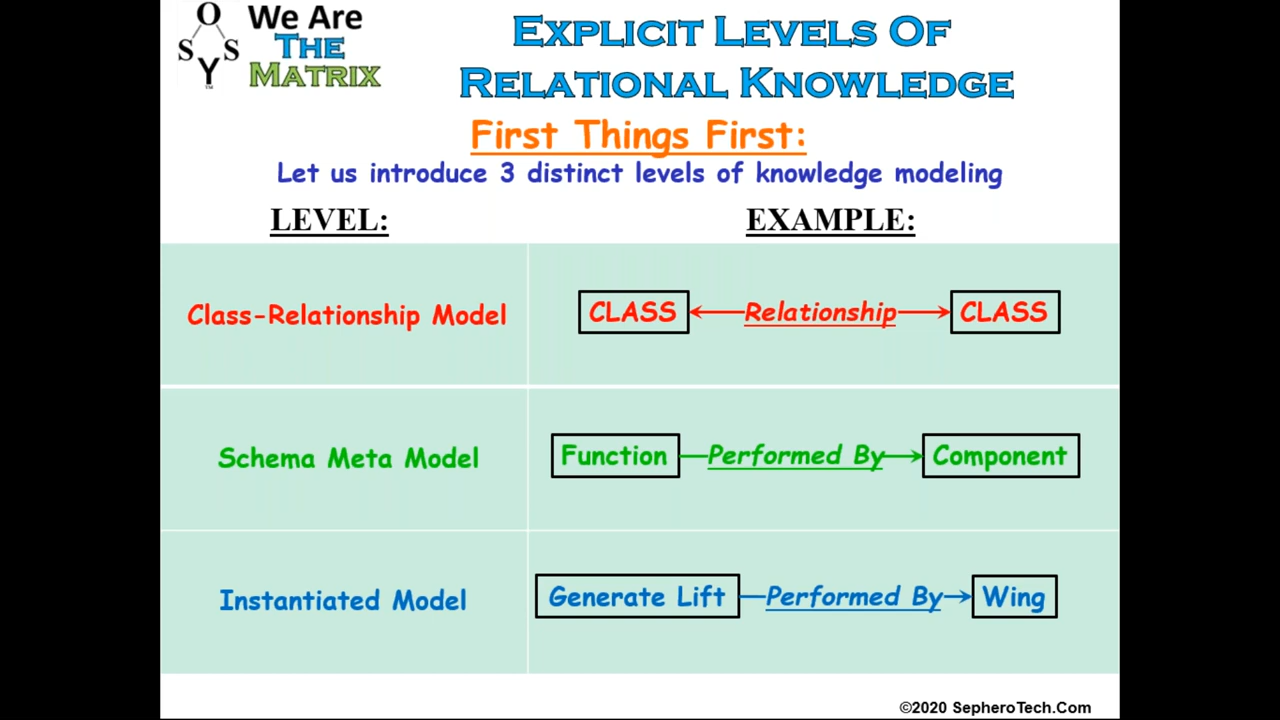 O
S S
Y
TM
We Are
THE
MATRIX
EXPLICIT LEVELS OF
RELATIONAL KNOWLEDGE
First Things First:
Let us introduce 3 distinct levels of knowledge modeling
LEVEL: EXAMPLE:
Class-Relationship Model CLASS Relationship CLASS
Schema Meta Model Function Performed By Component
Instantiated Model Generate Lift Performed By Wing
©2020 SepheroTech.Com